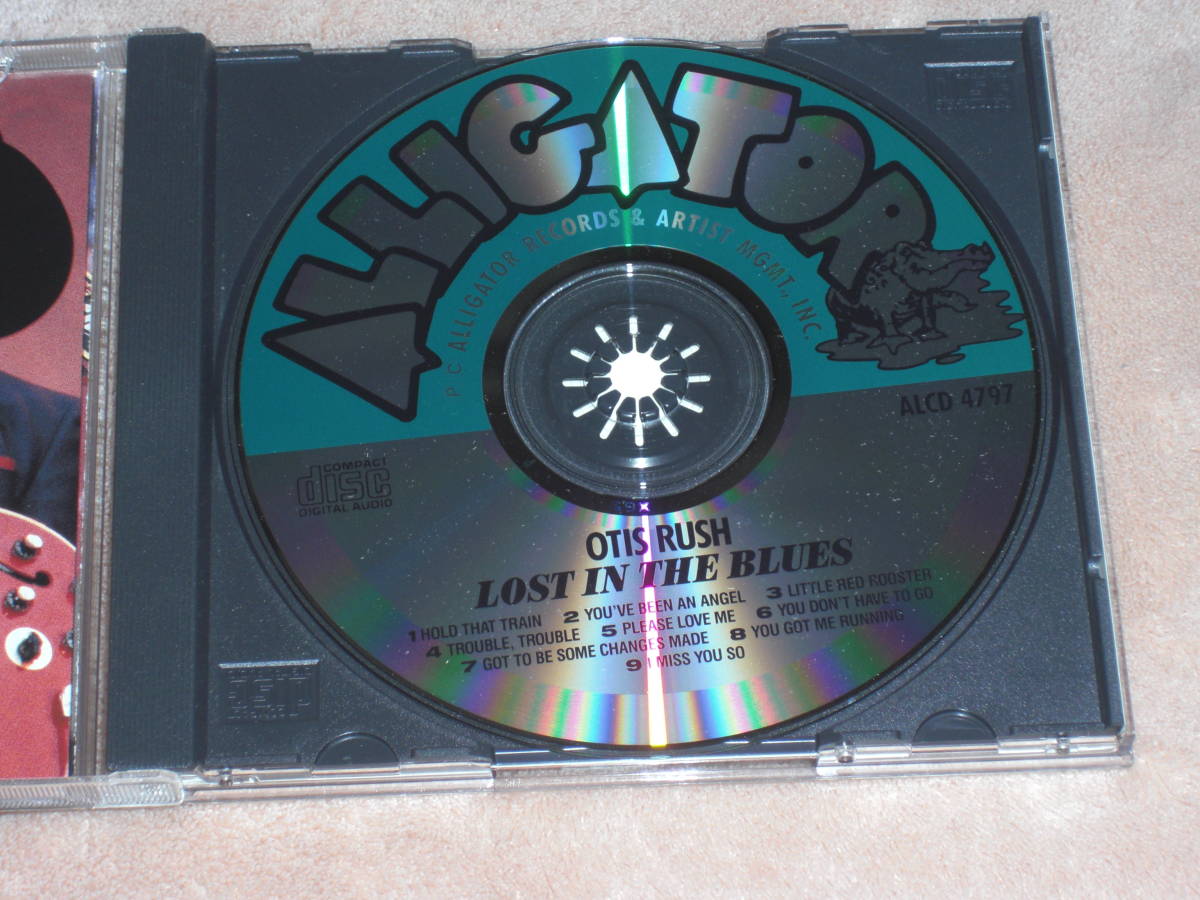 ALLIGATOR
P C ALLIGATOR RECORDS & ARTIST MGMT., INC.
ALCD 4797
COMPACT
disc
DIGITAL AUDIO
OTIS RUSH
LOST IN THE BLUES
1 HOLD THAT TRAIN 2 YOU'VE BEEN AN ANGEL 3 LITTLE RED ROOSTER
4 TROUBLE, TROUBLE 5 PLEASE LOVE ME 6 YOU DON'T HAVE TO GO
7 GOT TO BE SOME CHANGES MADE 8 YOU GOT ME RUNNING
9 I MISS YOU SO